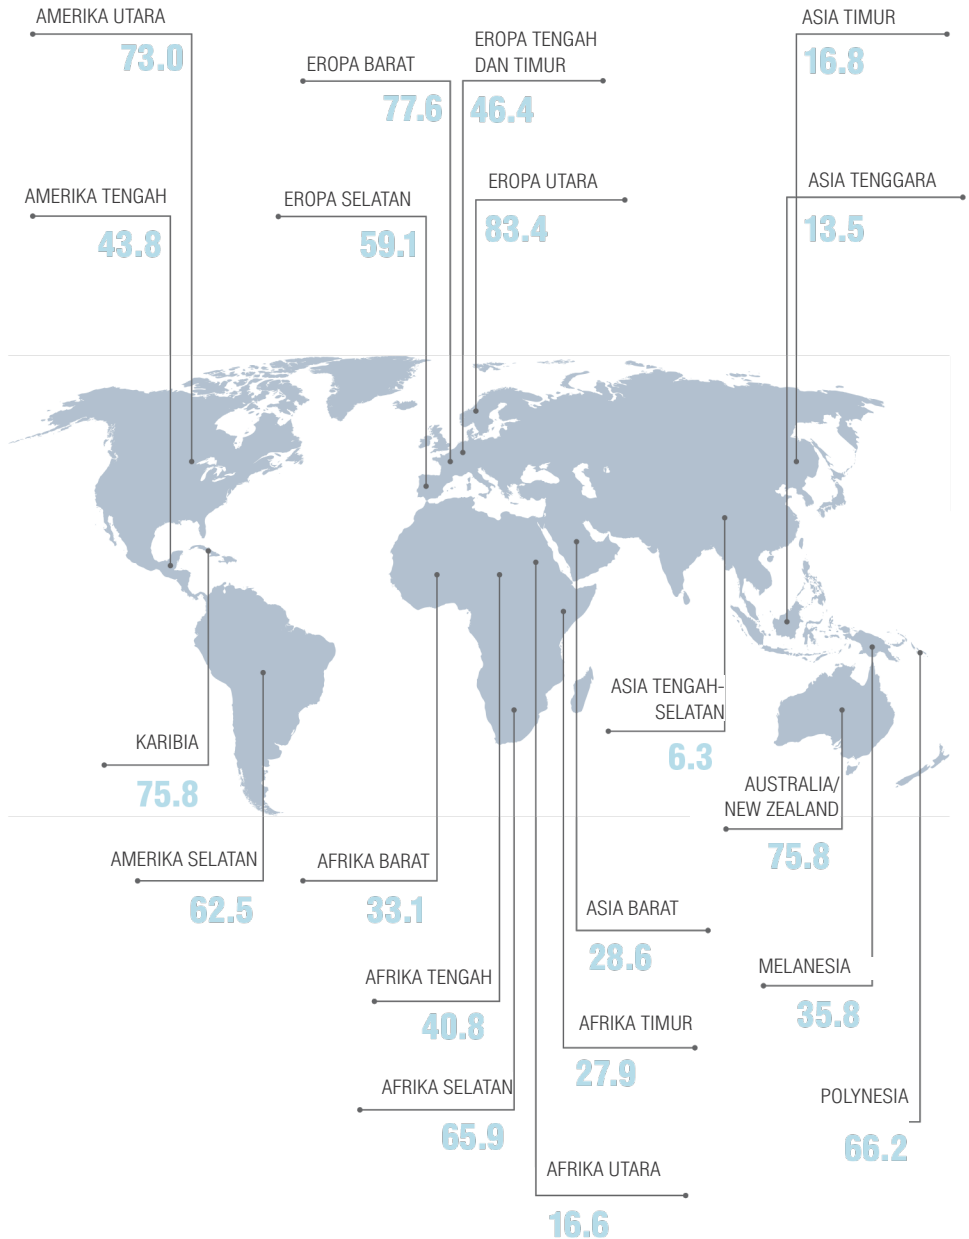 AMERIKA UTARA
73.0
EROPA BARAT
77.6
EROPA TENGAH
DAN TIMUR
46.4
ASIA TIMUR
16.8
AMERIKA TENGAH
43.8
EROPA SELATAN
59.1
EROPA UTARA
83.4
ASIA TENGGARA
13.5
KARIBIA
75.8
ASIA TENGAH-
SELATAN
6.3
AUSTRALIA/
NEW ZEALAND
75.8
AMERIKA SELATAN
62.5
AFRIKA BARAT
33.1
ASIA BARAT
28.6
AFRIKA TENGAH
40.8
MELANESIA
35.8
AFRIKA TIMUR
27.9
AFRIKA SELATAN
65.9
POLYNESIA
66.2
AFRIKA UTARA
16.6